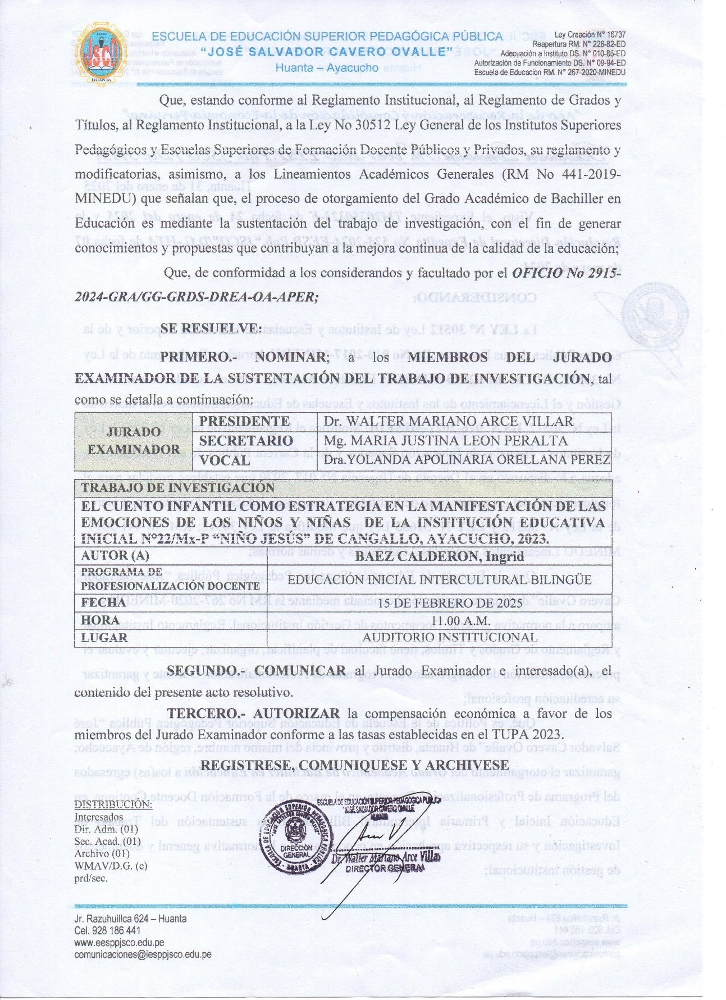 ESCUELA DE EDUCACIÓN SUPERIOR PEDAGÓGICA PÚBLICA
“JOSÉ SALVADOR CAVERO OVALLE”
Huanta – Ayacucho
Ley Creación N° 16737
Reapertura RM. N° 228-82-ED
Adecuación a Instituto DS. N° 010-85-ED
Autorización de Funcionamiento DS. N° 09-94-ED
Escuela de Educación RM. N° 267-2020-MINEDU
HUANTA
Que, estando conforme al Reglamento Institucional, al Reglamento de Grados y
Títulos, al Reglamento Institucional, a la Ley No 30512 Ley General de los Institutos Superiores
Pedagógicos y Escuelas Superiores de Formación Docente Públicos y Privados, su reglamento y
modificatorias, asimismo, a los Lineamientos Académicos Generales (RM No 441-2019-
MINEDU) que señalan que, el proceso de otorgamiento del Grado Académico de Bachiller en
Educación es mediante la sustentación del trabajo de investigación, con el fin de generar
conocimientos y propuestas que contribuyan a la mejora continua de la calidad de la educación;
Que, de conformidad a los considerandos y facultado por el OFICIO No 2915-
2024-GRA/GG-GRDS-DREA-OA-APER;
SE RESUELVE:
PRIMERO.- NOMINAR; a los MIEMBROS DEL JURADO
EXAMINADOR DE LA SUSTENTACIÓN DEL TRABAJO DE INVESTIGACIÓN, tal
como se detalla a continuación:
JURADO
EXAMINADOR
PRESIDENTE Dr. WALTER MARIANO ARCE VILLAR
SECRETARIO Mg. MARIA JUSTINA LEON PERALTA
VOCAL Dra.YOLANDA APOLINARIA ORELLANA PEREZ
TRABAJO DE INVESTIGACIÓN
EL CUENTO INFANTIL COMO ESTRATEGIA EN LA MANIFESTACIÓN DE LAS
EMOCIONES DE LOS NIÑOS Y NIÑAS DE LA INSTITUCIÓN EDUCATIVA
INICIAL N°22/Mx-P “NIÑO JESÚS” DE CANGALLO, AYACUCHO, 2023.
AUTOR (A) BAEZ CALDERON, Ingrid
PROGRAMA DE
PROFESIONALIZACIÓN DOCENTE EDUCACIÓN INICIAL INTERCULTURAL BILINGÜE
FECHA 15 DE FEBRERO DE 2025
HORA 11.00 A.M.
LUGAR AUDITORIO INSTITUCIONAL
SEGUNDO.- COMUNICAR al Jurado Examinador e interesado(a), el
contenido del presente acto resolutivo.
TERCERO.- AUTORIZAR la compensación económica a favor de los
miembros del Jurado Examinador conforme a las tasas establecidas en el TUPA 2023.
REGISTRESE, COMUNIQUESE Y ARCHIVESE
DISTRIBUCIÓN:
Interesados
Dir. Adm. (01)
Sec. Acad. (01)
Archivo (01)
WMAV/D.G. (e)
prd/sec.
DIRECCIÓN
GENERAL
ESCUELA DE EDUCACIÓN SUPERIOR PEDAGOGICA PUBLICA
JOSE SALVADOR CAVERO OVALLE
HUANTA
Dr. Walter Mariano Arce Villar
DIRECTOR GENERAL
Jr. Razuhuillca 624 – Huanta
Cel. 928 186 441
www.eesppjsco.edu.pe
comunicaciones@iesppjsco.edu.pe